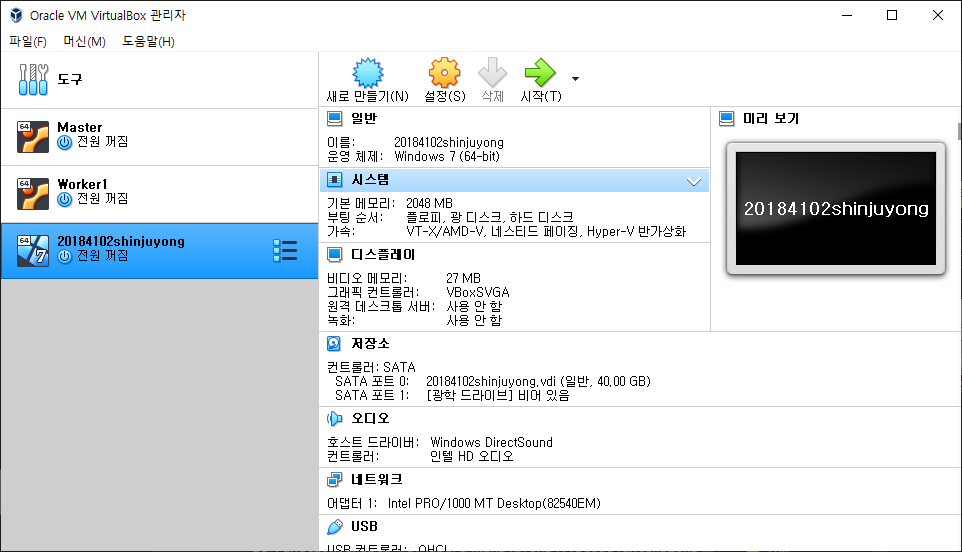 Oracle VM VirtualBox 관리자
파일(F) 머신(M) 도움말(H)
도구
64
Master
전원 꺼짐
64
Worker1
전원 꺼짐
64
7
20184102shinjuyong
전원 꺼짐
새로 만들기(N) 설정(S) 삭제 시작(T)
일반
이름: 20184102shinjuyong
운영 체제: Windows 7 (64-bit)
시스템
기본 메모리: 2048 MB
부팅 순서: 플로피, 광 디스크, 하드 디스크
가속: VT-X/AMD-V, 네스티드 페이징, Hyper-V 반가상화
디스플레이
비디오 메모리: 27 MB
그래픽 컨트롤러: VBoxSVGA
원격 데스크톱 서버: 사용 안 함
녹화: 사용 안 함
미리 보기
20184102shinjuyong
저장소
컨트롤러: SATA
SATA 포트 0: 20184102shinjuyong.vdi (일반, 40.00 GB)
SATA 포트 1: [광학 드라이브] 비어 있음
오디오
호스트 드라이버: Windows DirectSound
컨트롤러: 인텔 HD 오디오
네트워크
어댑터 1: Intel PRO/1000 MT Desktop(82540EM)
USB
USB 컨트롤러: OHCI